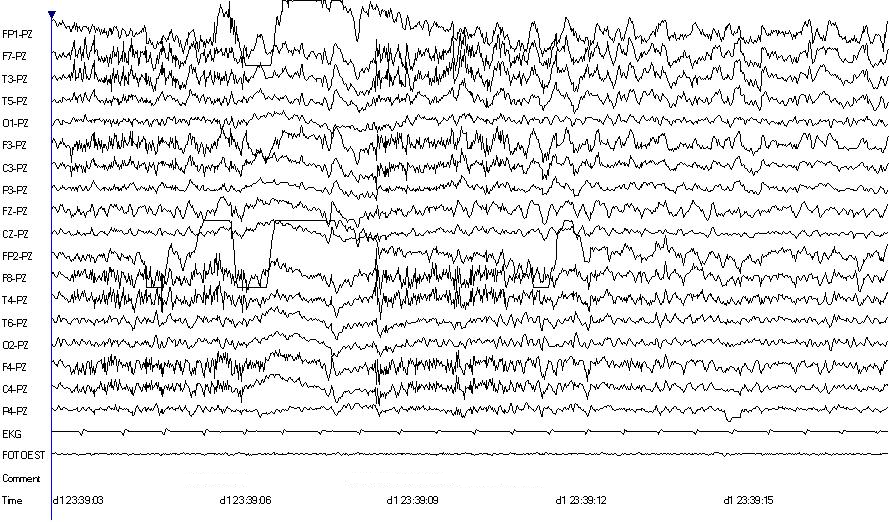 FP1-PZ
F7-PZ
T3-PZ
T5-PZ
O1-PZ
F3-PZ
C3-PZ
P3-PZ
FZ-PZ
CZ-PZ
FP2-PZ
F8-PZ
T4-PZ
T6-PZ
O2-PZ
F4-PZ
C4-PZ
P4-PZ
EKG
FOTOEST
Comment
Time d1 23:39:03 d1 23:39:06 d1 23:39:09 d1 23:39:12 d1 23:39:15